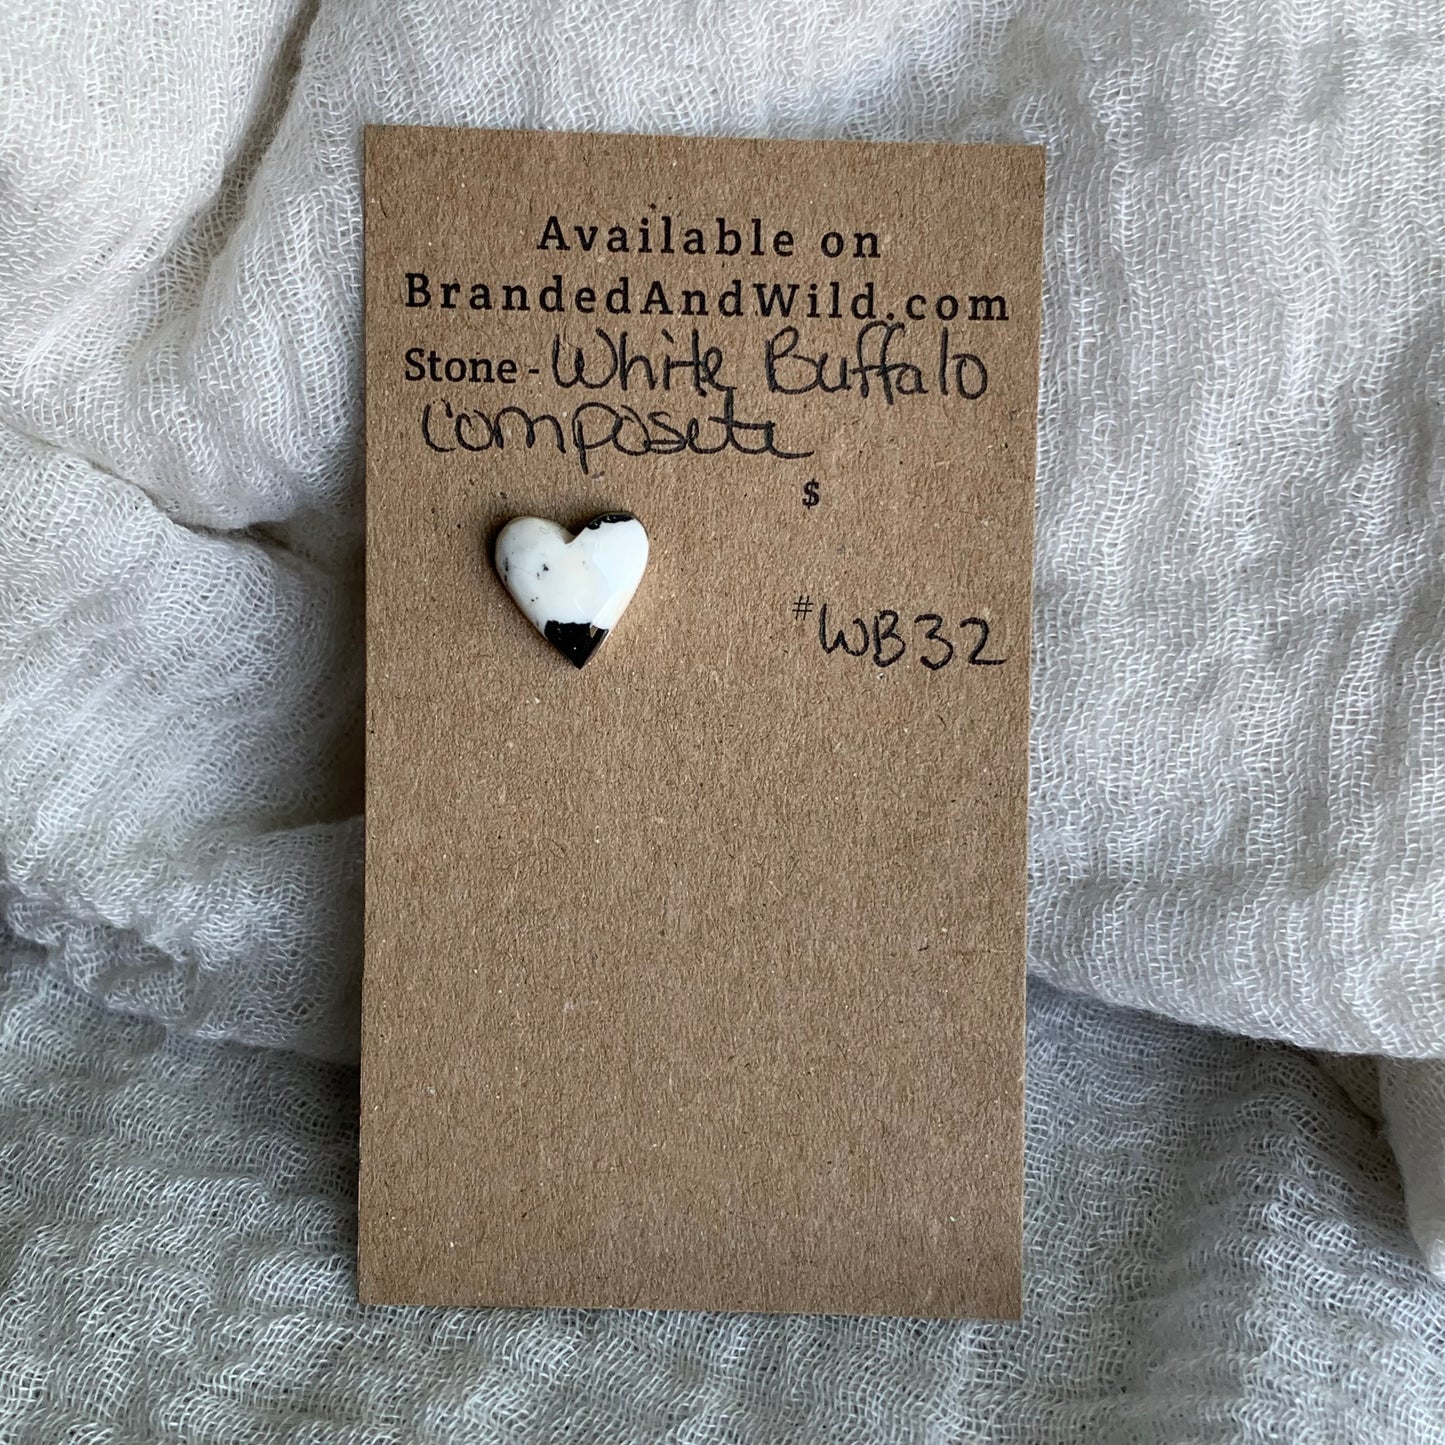 Available on
BrandedAndWild.com
Stone - White Buffalo
composite
$
#WB32